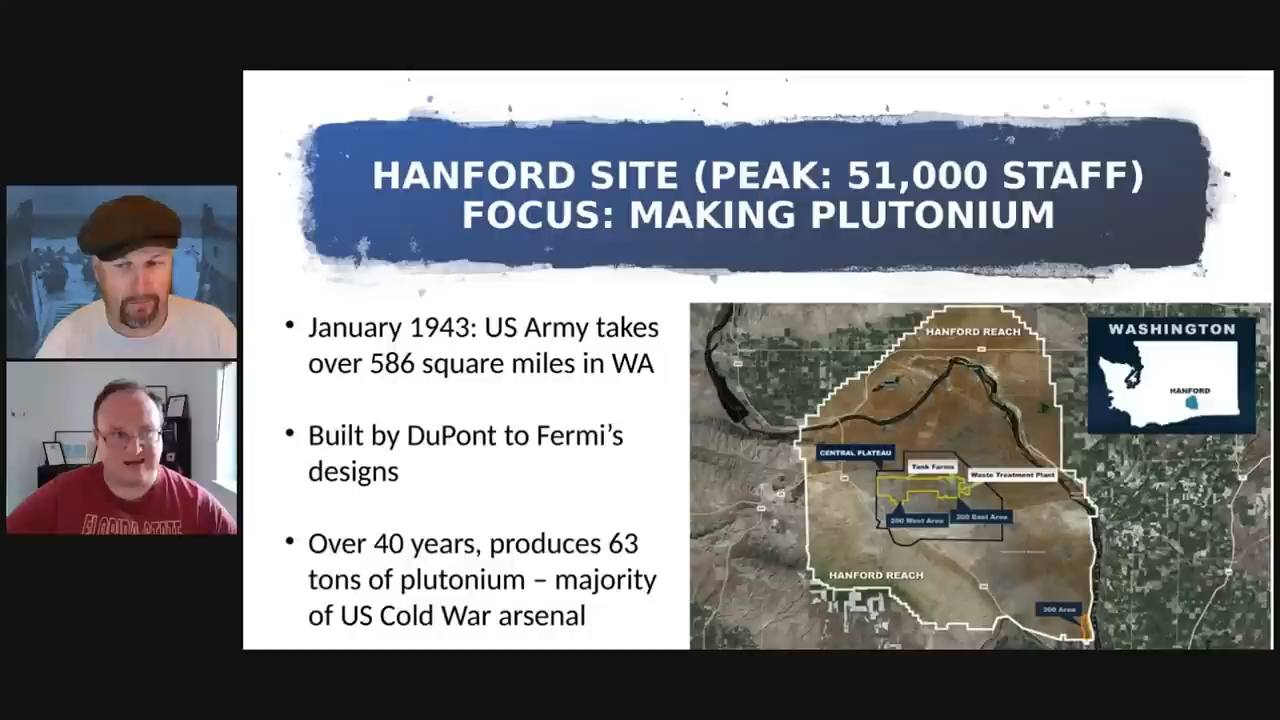 HANFORD SITE (PEAK: 51,000 STAFF)
FOCUS: MAKING PLUTONIUM
• January 1943: US Army takes
over 586 square miles in WA
• Built by DuPont to Fermi’s
designs
• Over 40 years, produces 63
tons of plutonium – majority
of US Cold War arsenal
HANFORD REACH
WASHINGTON
HANFORD
CENTRAL PLATEAU
Tank Farms
Waste Treatment Plant
200 West Area
200 East Area
HANFORD REACH
300 Area
FLORIDA STATE